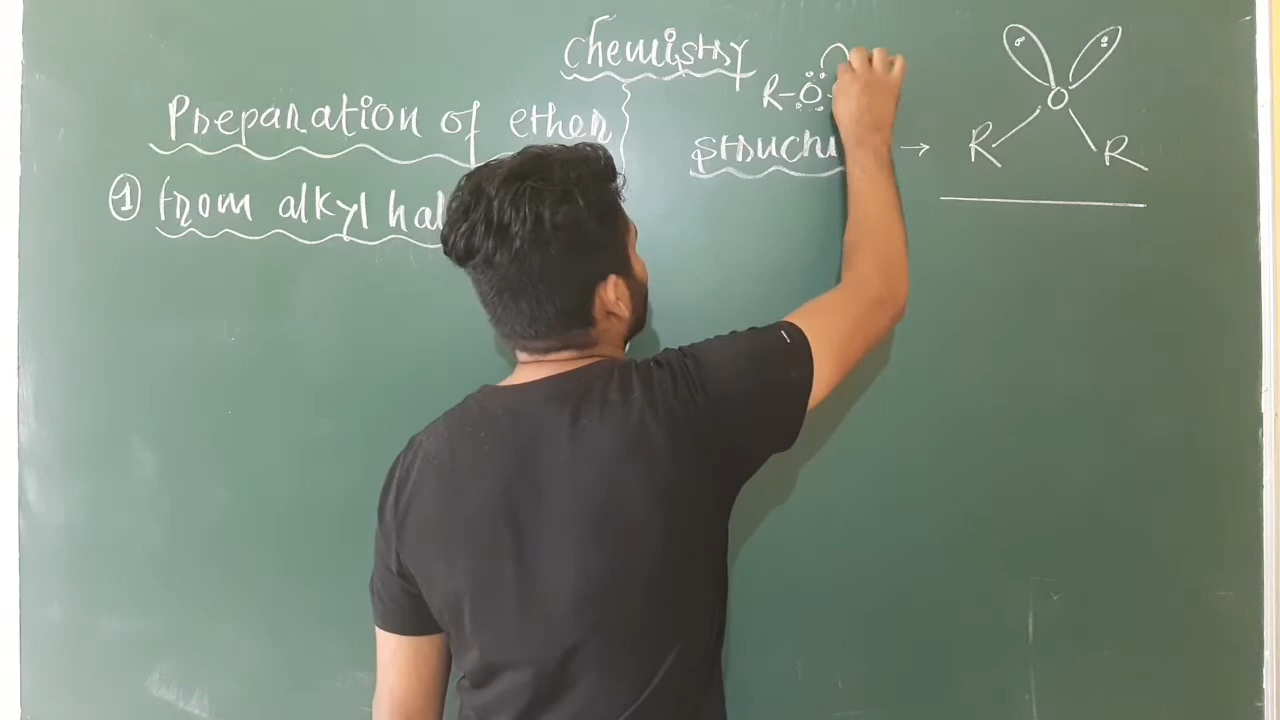 chemistry
R-O-
Preparation of ether
structu → R O R
① from alkyl hal